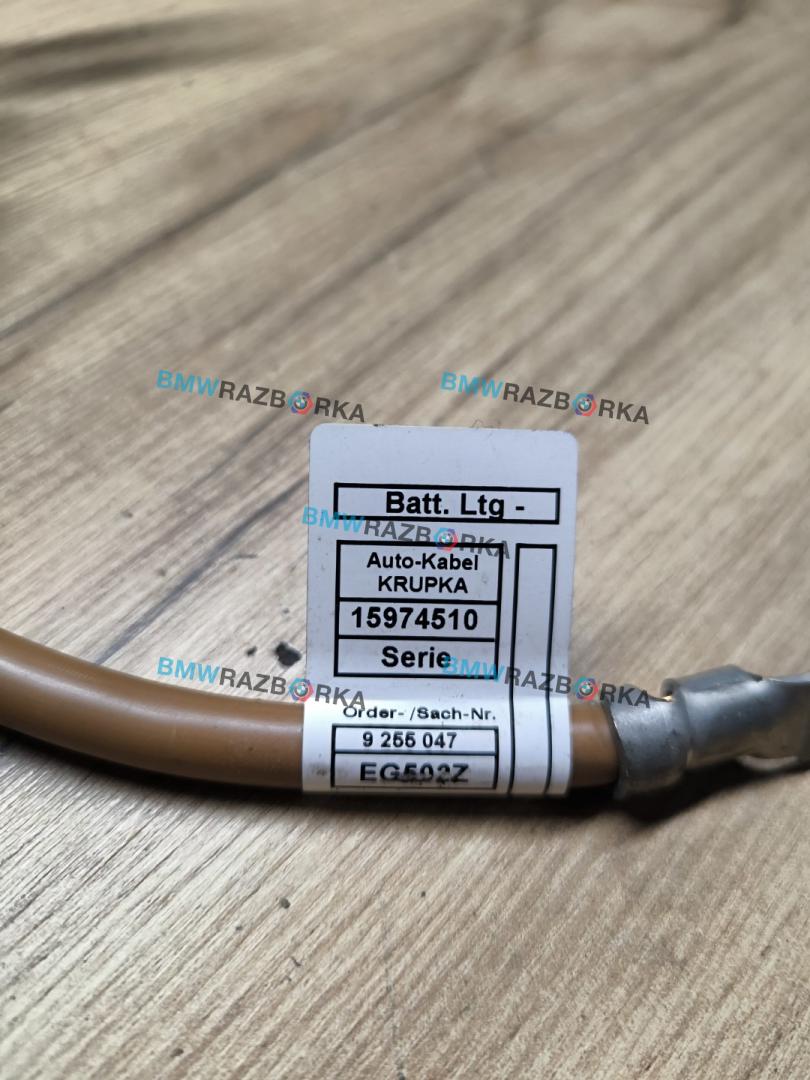 BMWRAZBORKA
BMWRAZBORKA
Batt. Ltg -
BMWRAZBORKA
Auto-Kabel
KRUPKA
15974510
Serie
BMWRAZBORKA
BMWRAZBORKA
Order- /Sach-Nr.
9 255 047
EG502Z